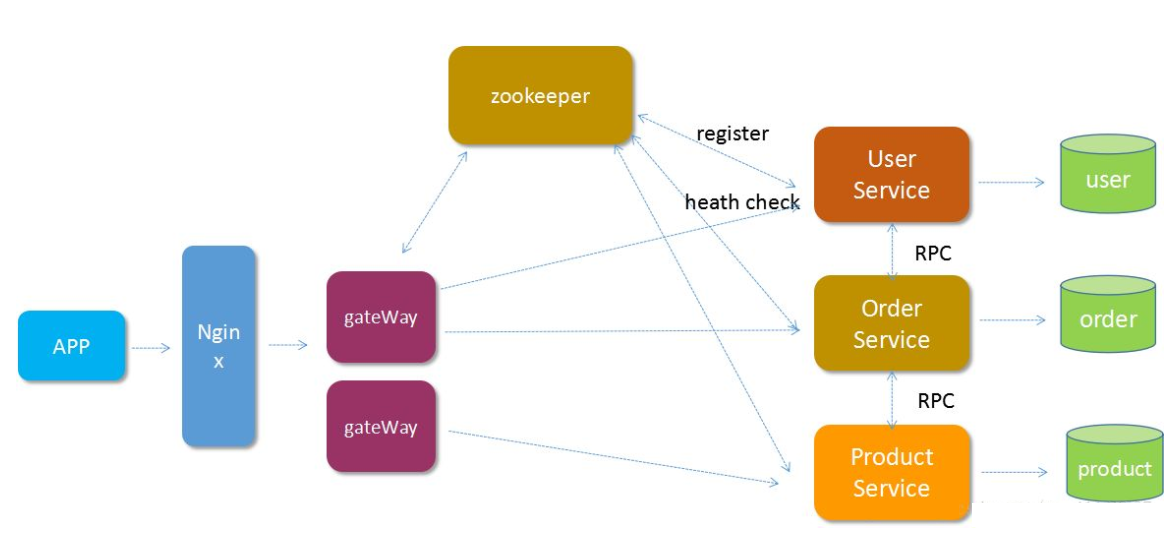 zookeeper
register
heath check
User
Service
user
RPC
APP
Ngin
x
gateWay
gateWay
Order
Service
order
RPC
Product
Service
product